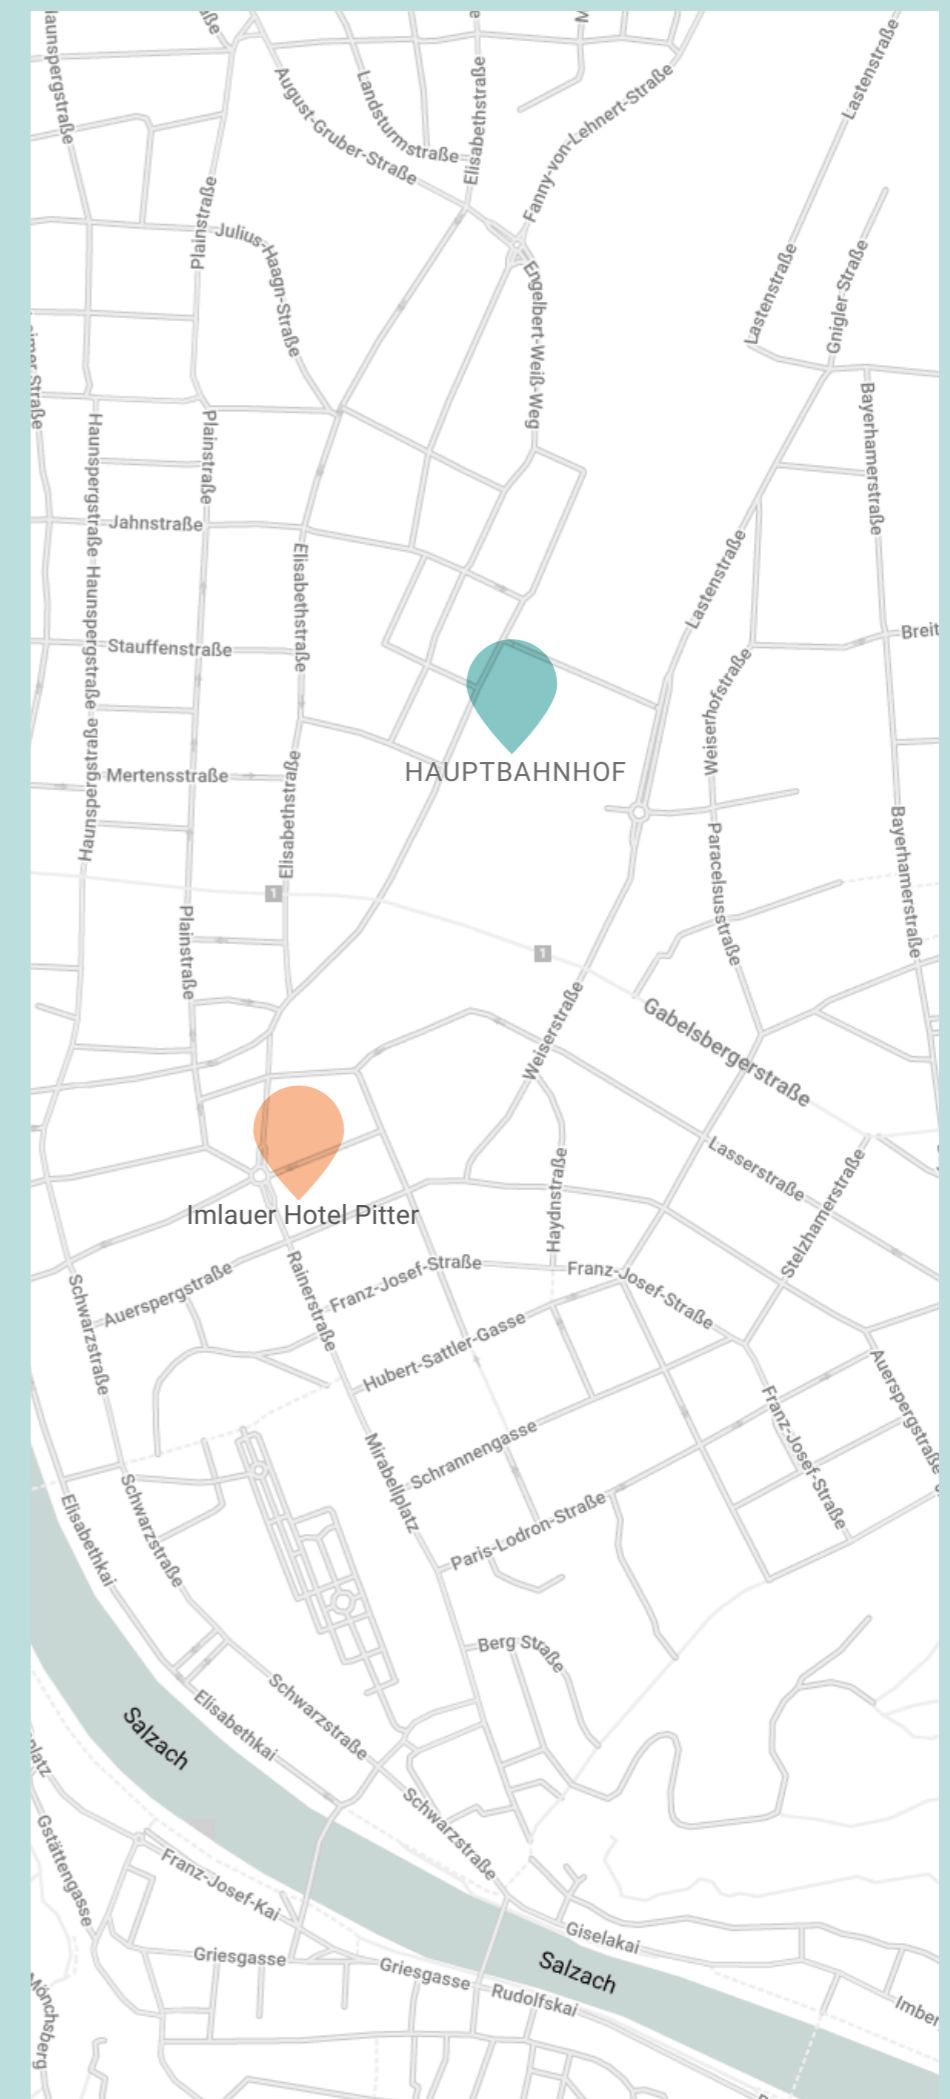 Haunspergstraße
August-Gruber-Straße
Landsturmstraße
Elisabethstraße
Fanny-von-Lehnert-Straße
Lastenstraße
Plainstraße
Julius-Haagn-Straße
Engelbert-Weiß-Weg
Lastenstraße
Gnigler-Straße
Haunspergstraße
Plainstraße
Bayerhamerstraße
Jahnstraße
Elisabethstraße
Lastenstraße
Haunspergstraße
Stauffenstraße
Weiserhofstraße
Breit
HAUPTBAHNHOF
Haunspergstraße
Mertensstraße
Elisabethstraße
Paracelsusstraße
Bayerhamerstraße
1
1
Plainstraße
Weiserstraße
Gabelsbergerstraße
Lasserstraße
Stelzhamerstraße
Haydnstraße
Imlauer Hotel Pitter
Schwarzstraße
Auerspergstraße
Rainerstraße
Franz-Josef-Straße
Franz-Josef-Straße
Hubert-Sattler-Gasse
Auerspergstraße
Franz-Josef-Straße
Mirabellplatz
Schrannengasse
Elisabethkai
Schwarzstraße
Paris-Lodron-Straße
Berg Straße
Elisabethkai
Schwarzstraße
Salzach
platz
Schwarzstraße
Gstättengasse
Franz-Josef-Kai
Giselakai
Griesgasse
Griesgasse
Salzach
Rudolfskai
Imber
Mönchsberg